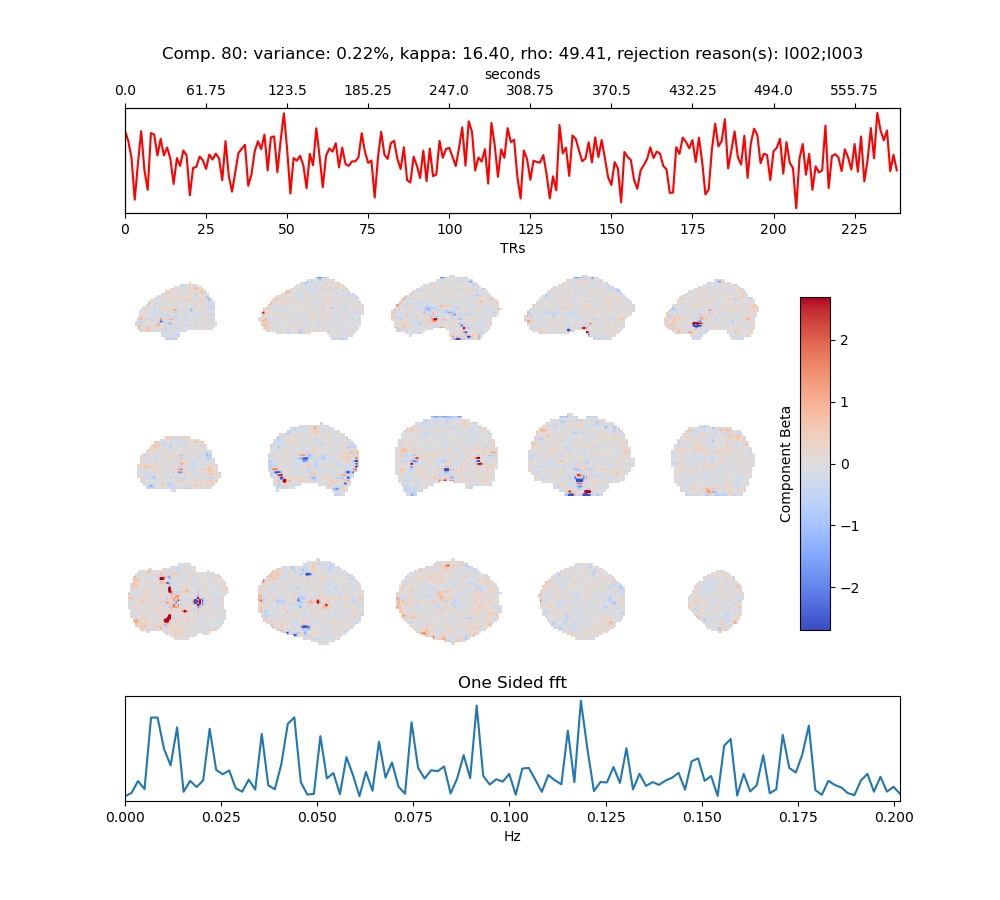 Comp. 80: variance: 0.22%, kappa: 16.40, rho: 49.41, rejection reason(s): I002;I003
seconds
0.0 61.75 123.5 185.25 247.0 308.75 370.5 432.25 494.0 555.75
0 25 50 75 100 125 150 175 200 225
TRs
2
1
0
−1
−2
Component Beta
One Sided fft
0.000 0.025 0.050 0.075 0.100 0.125 0.150 0.175 0.200
Hz